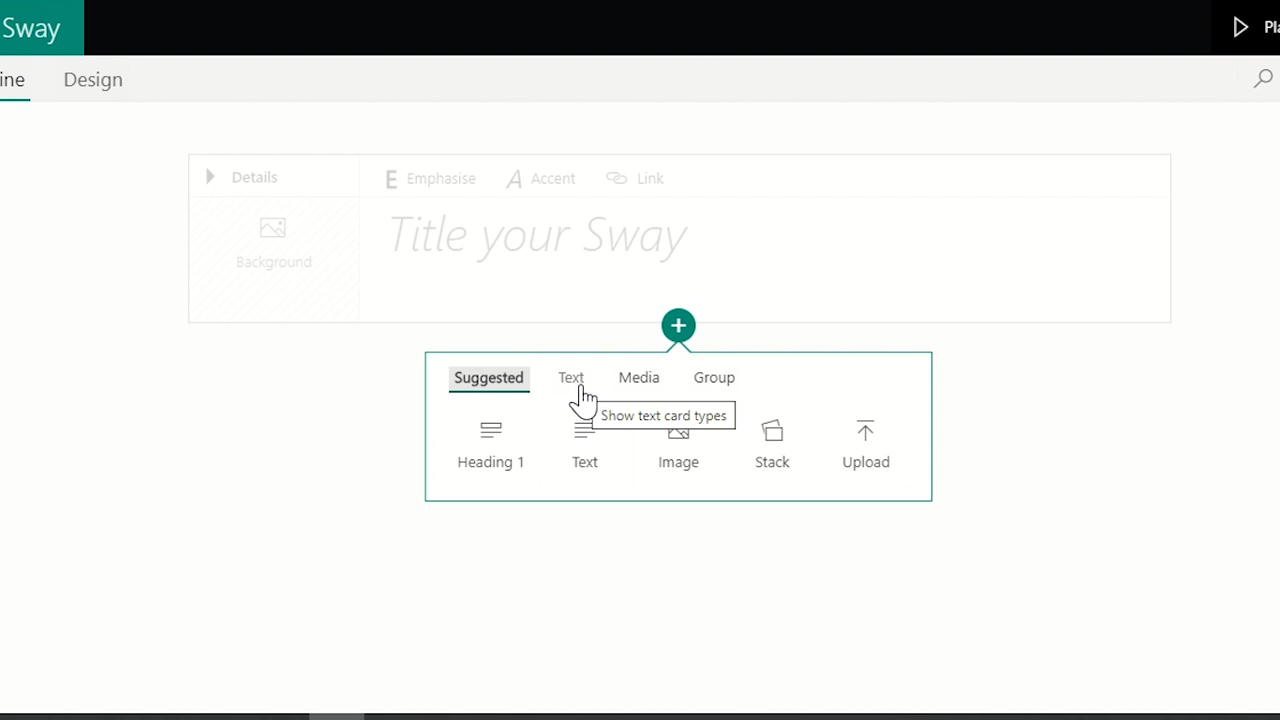 Sway
Pla
ine
Design
Details
Emphasise
Accent
Link
Background
Title your Sway
Suggested
Text
Media
Group
Show text card types
Heading 1
Text
Image
Stack
Upload